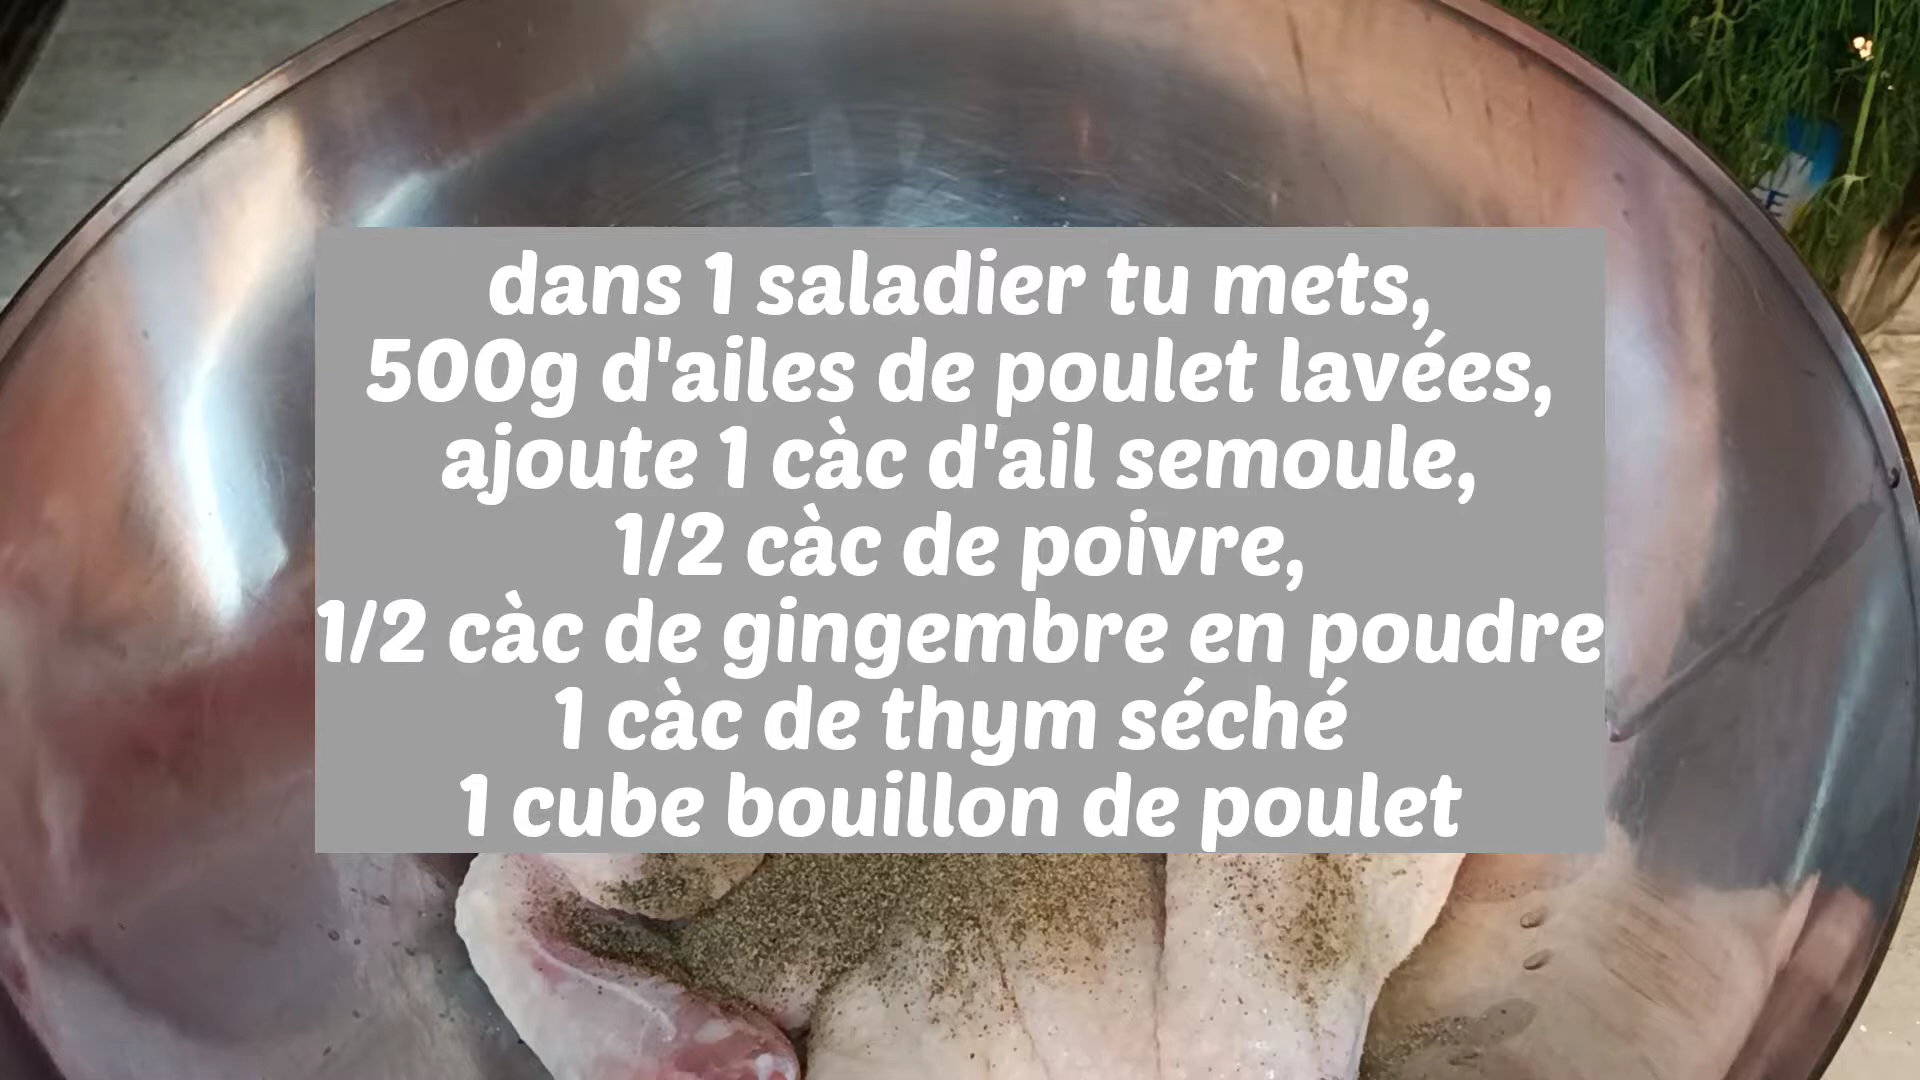 dans 1 saladier tu mets,
500g d'ailes de poulet lavées,
ajoute 1 càc d'ail semoule,
1/2 càc de poivre,
1/2 càc de gingembre en poudre
1 càc de thym séché
1 cube bouillon de poulet